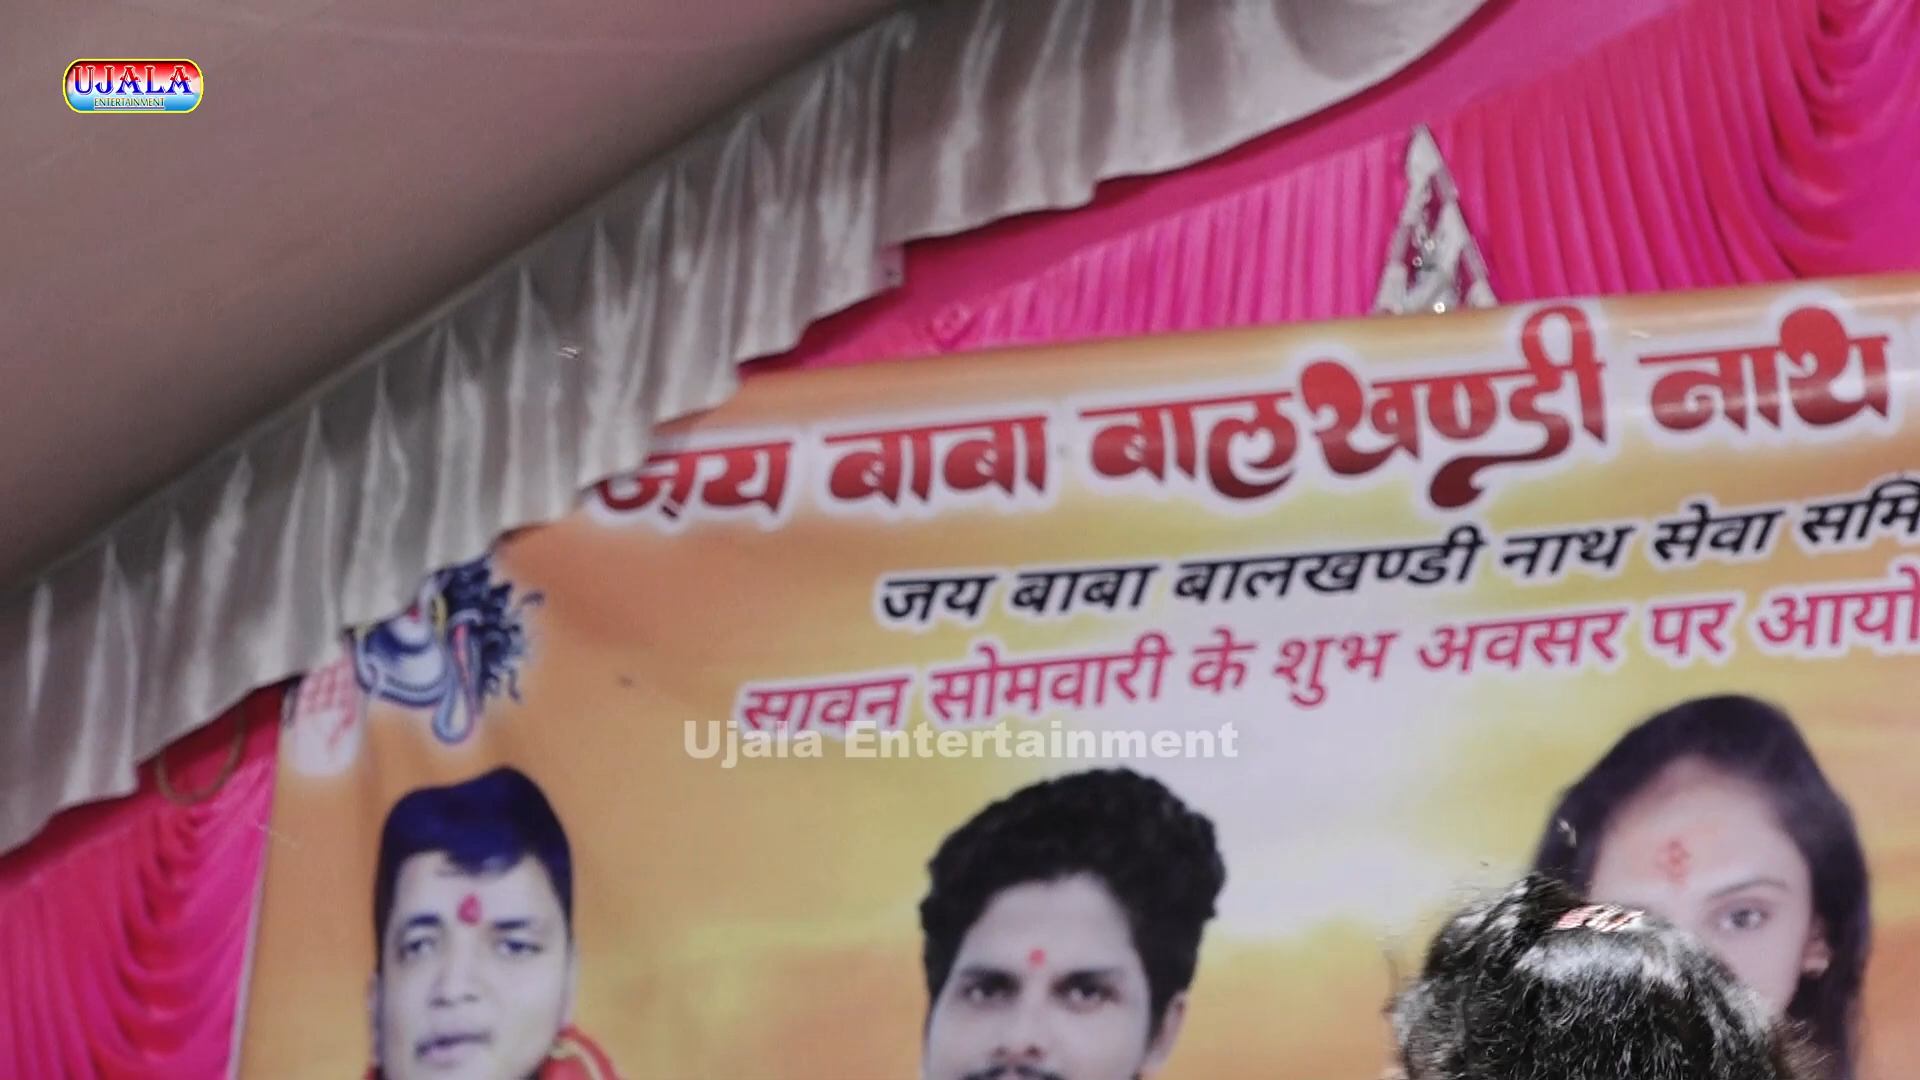 UJALA
ENTERTAINMENT
जय बाबा बालखण्डी नाथ
जय बाबा बालखण्डी नाथ सेवा समि
सावन सोमवारी के शुभ अवसर पर आयो
Ujala Entertainment